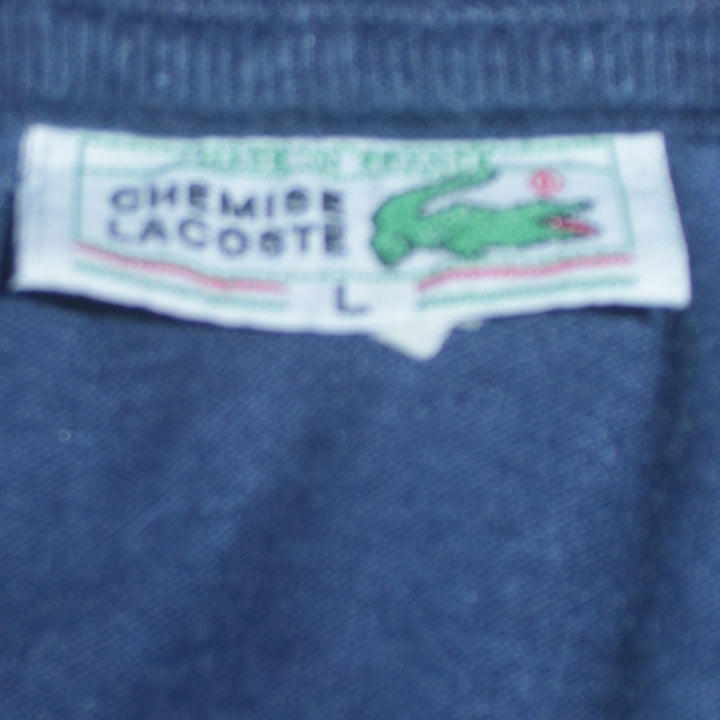 MADE IN FRANCE
CHEMISE
LACOSTE
®
L